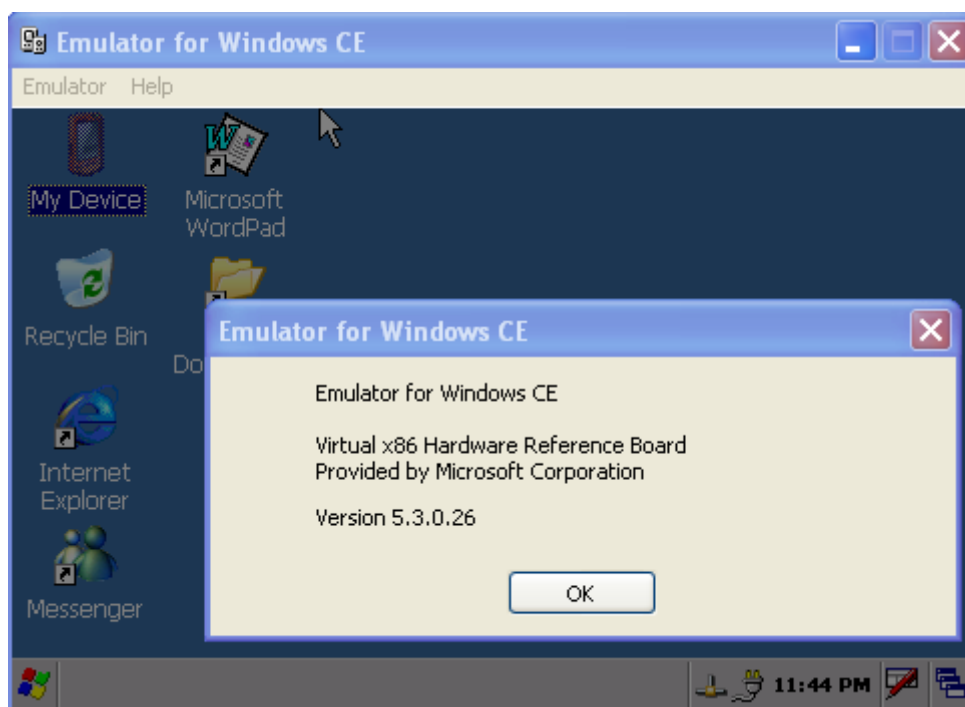 Emulator for Windows CE
Emulator Help
My Device
Microsoft
WordPad
Recycle Bin
Do
Internet
Explorer
Messenger
Emulator for Windows CE
Emulator for Windows CE
Virtual x86 Hardware Reference Board
Provided by Microsoft Corporation
Version 5.3.0.26
OK
11:44 PM